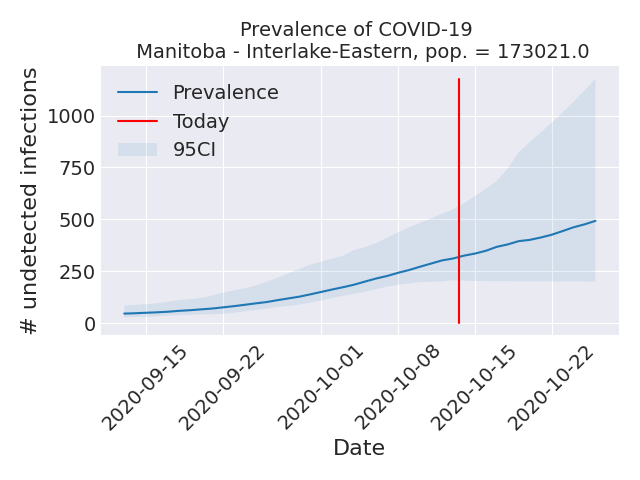 Prevalence of COVID-19
Manitoba - Interlake-Eastern, pop. = 173021.0
Prevalence
Today
95CI
# undetected infections
1000
750
500
250
0
2020-09-15
2020-09-22
2020-10-01
2020-10-08
2020-10-15
2020-10-22
Date